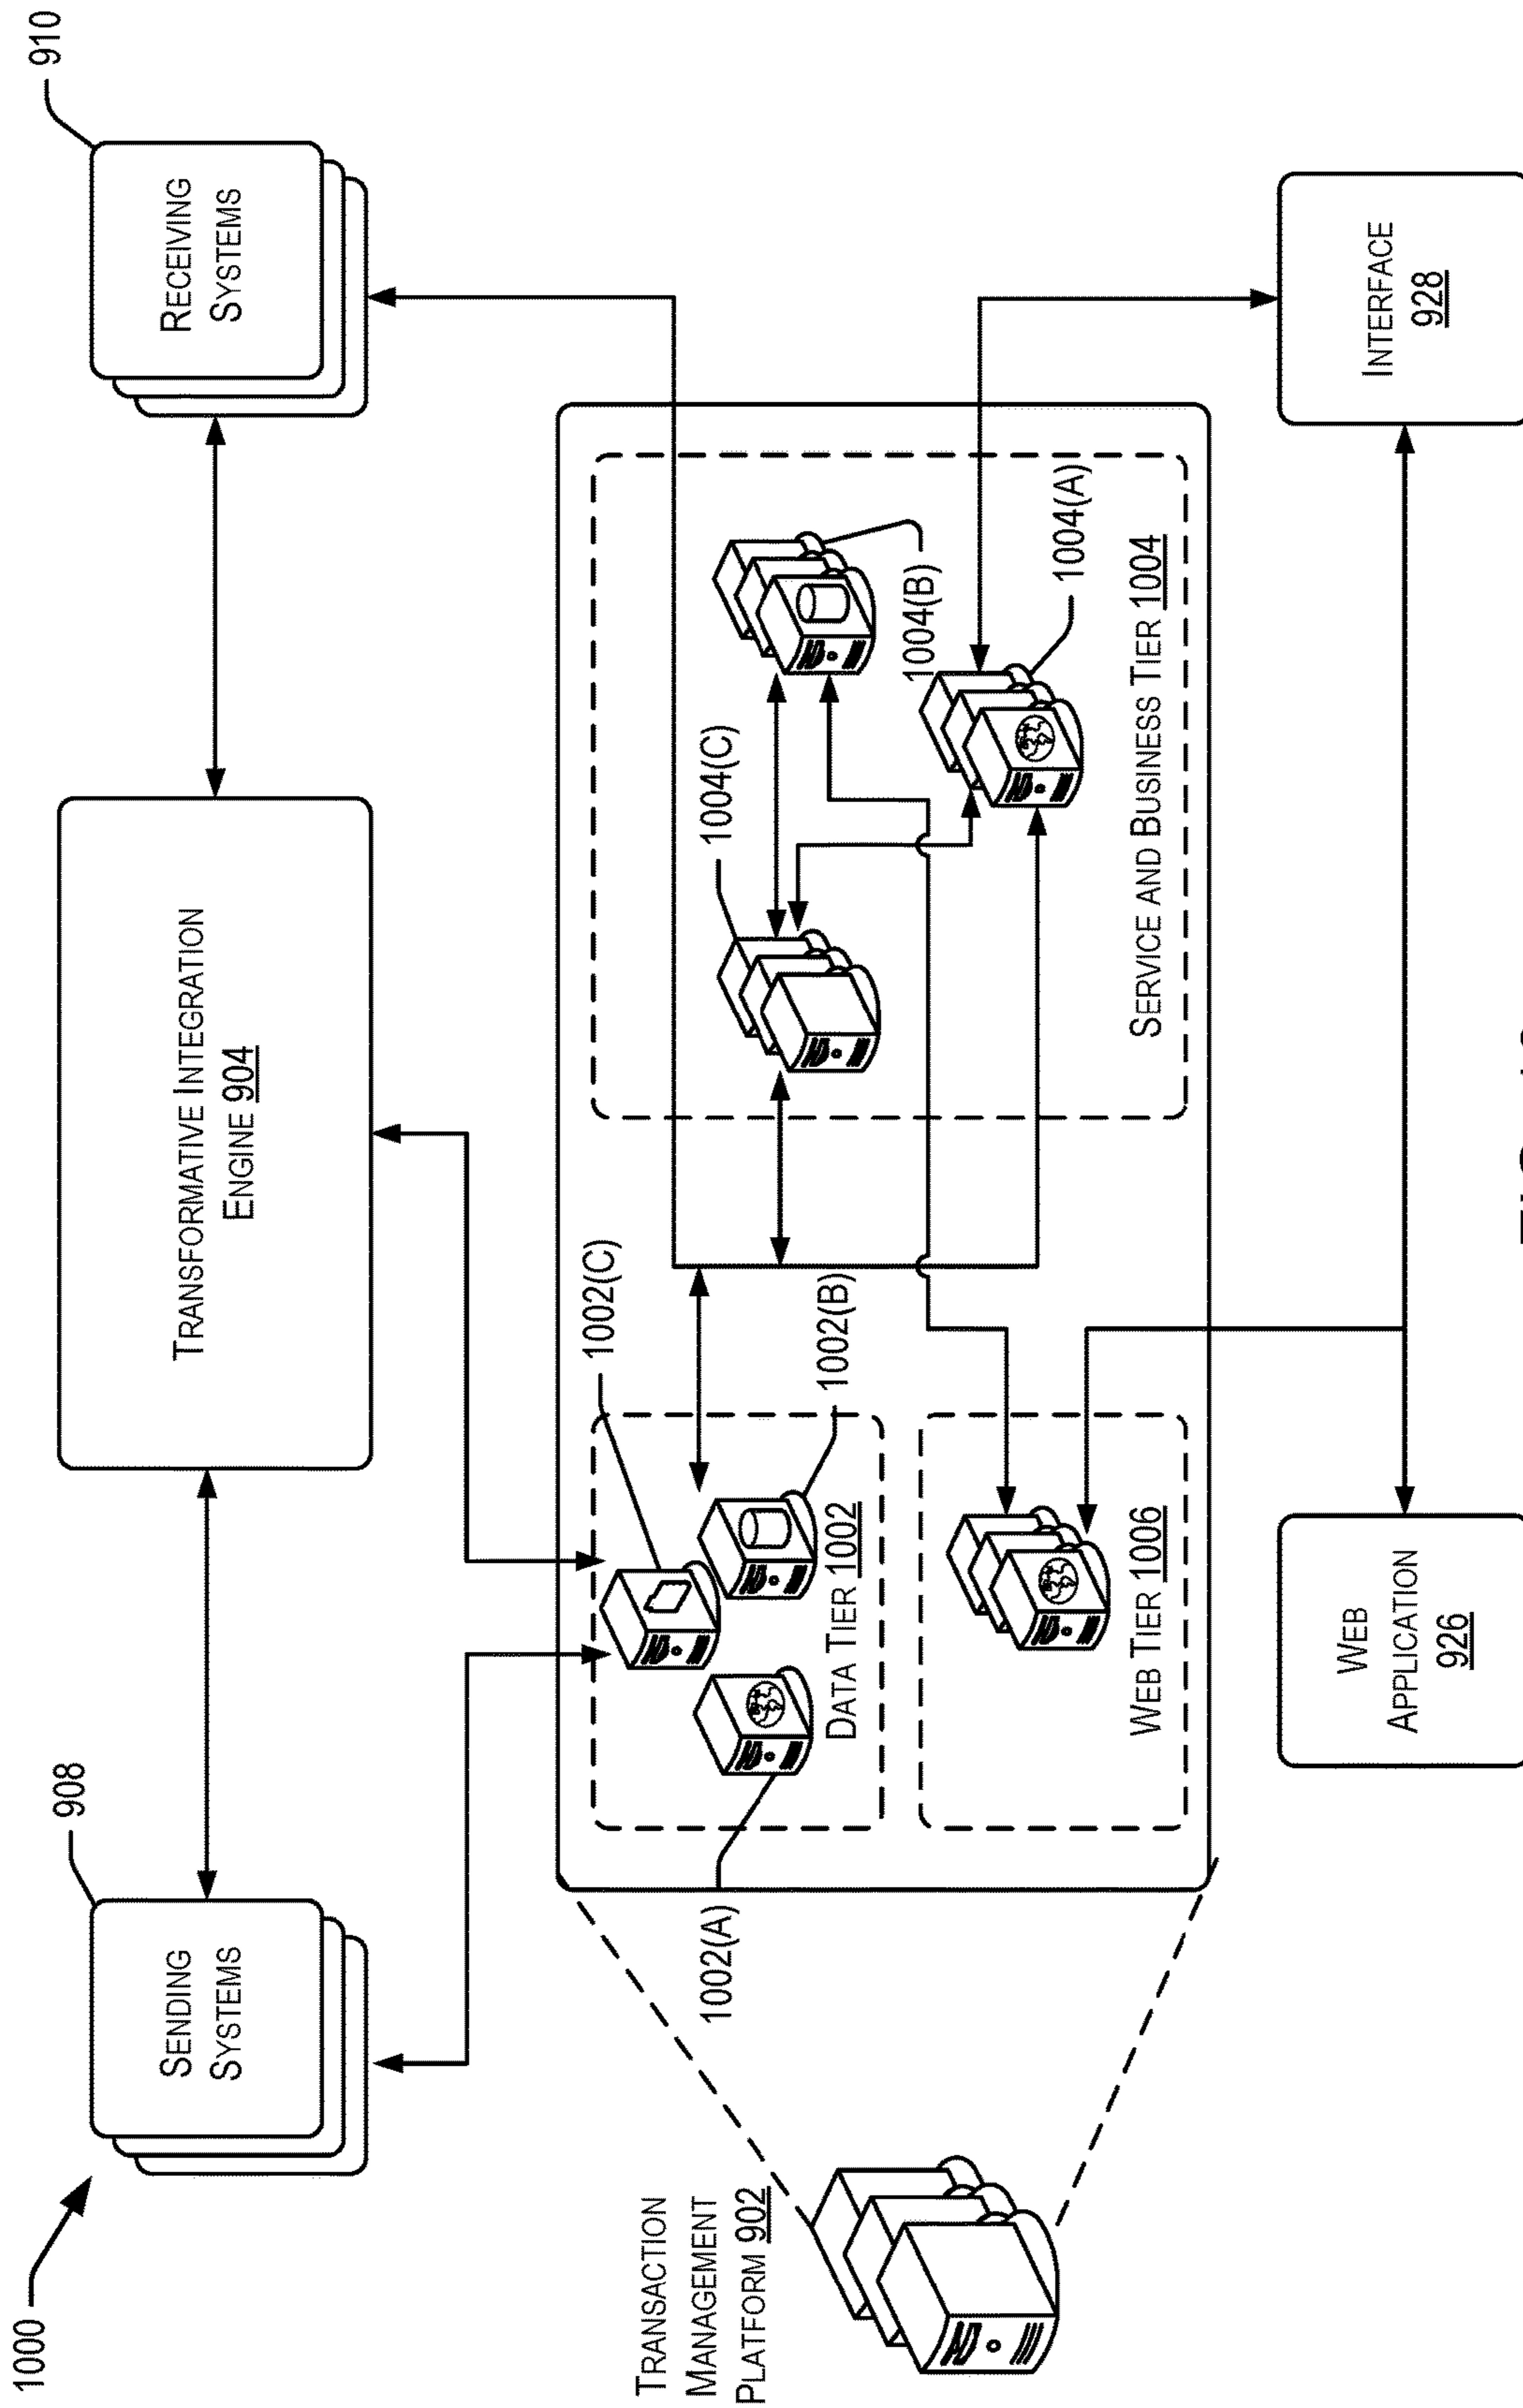 1000
908
SENDING
SYSTEMS
TRANSFORMATIVE INTEGRATION
ENGINE 904
910
RECEIVING
SYSTEMS
TRANSACTION
MANAGEMENT
PLATFORM 902
1002(A)
1002(C)
1002(B)
DATA TIER 1002
WEB TIER 1006
1004(C)
1004(B)
1004(A)
SERVICE AND BUSINESS TIER 1004
WEB
APPLICATION
926
INTERFACE
928